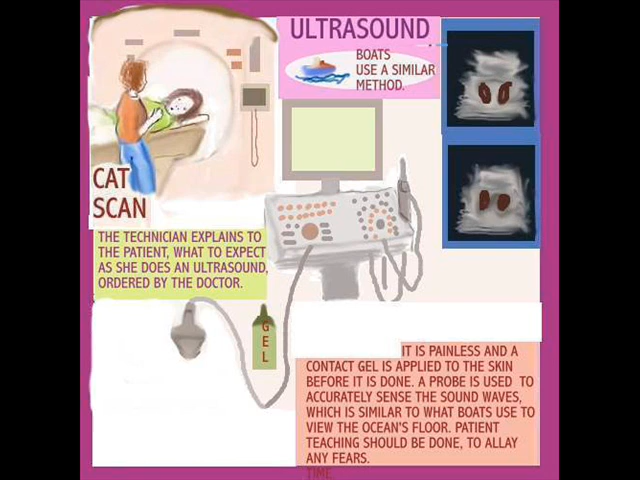 ULTRASOUND
BOATS
USE A SIMILAR
METHOD.
CAT
SCAN
THE TECHNICIAN EXPLAINS TO
THE PATIENT, WHAT TO EXPECT
AS SHE DOES AN ULTRASOUND,
ORDERED BY THE DOCTOR.
GEL
IT IS PAINLESS AND A
CONTACT GEL IS APPLIED TO THE SKIN
BEFORE IT IS DONE. A PROBE IS USED TO
ACCURATELY SENSE THE SOUND WAVES,
WHICH IS SIMILAR TO WHAT BOATS USE TO
VIEW THE OCEAN'S FLOOR. PATIENT
TEACHING SHOULD BE DONE, TO ALLAY
ANY FEARS.
TIME